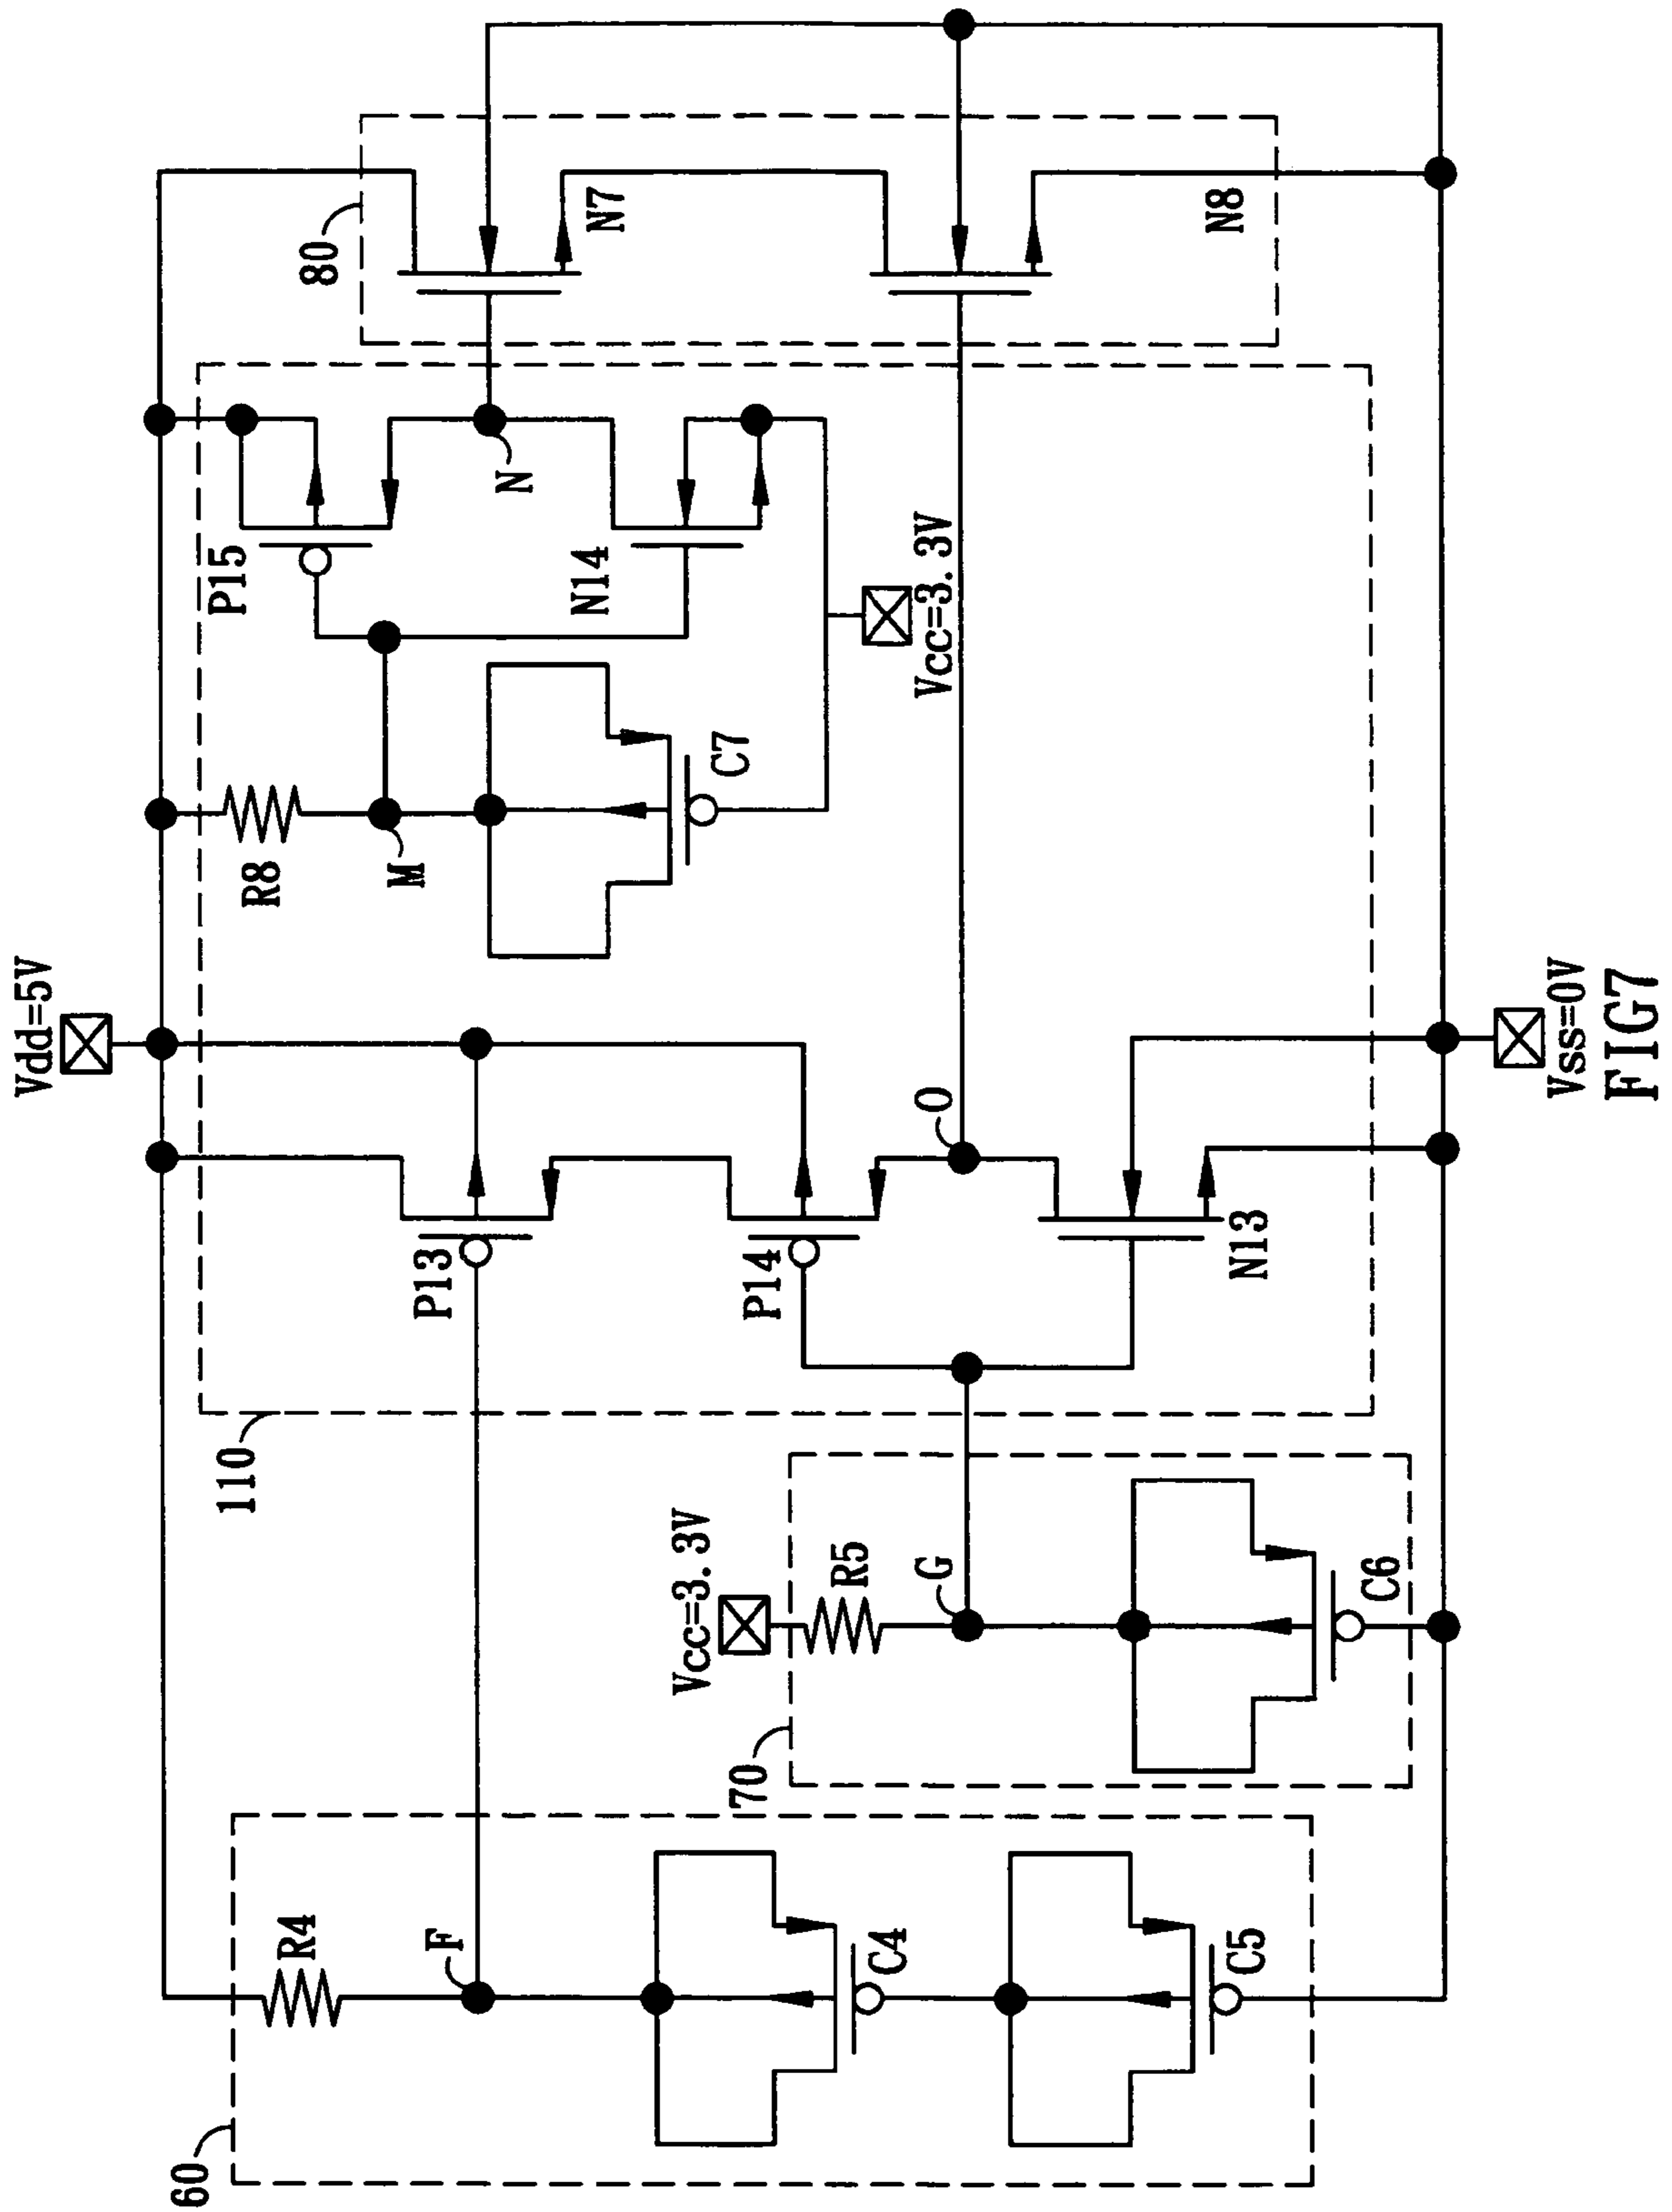 Vdd=5V
80
N7
N8
P15
N
N14
Vcc=3.3V
R8
M
C7
P13
P14
O
N13
110
Vcc=3.3V
R5
G
C6
70
R4
F
C4
C5
60
Vss=0V
FIG7